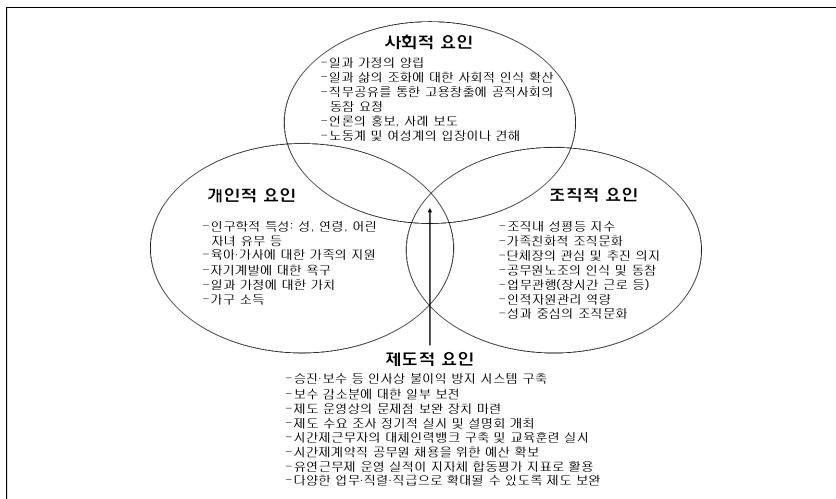 사회적 요인
-일과 가정의 양립
-일과 삶의 조화에 대한 사회적 인식 확산
-직무공유를 통한 고용창출에 공직사회의
동참 요청
-언론의 홍보, 사례 보도
-노동계 및 여성계의 입장이나 견해
개인적 요인
-인구학적 특성: 성, 연령, 어린
자녀 유무 등
-육아·가사에 대한 가족의 지원
-자기계발에 대한 욕구
-일과 가정에 대한 가치
-가구 소득
조직적 요인
-조직내 성평등 지수
-가족친화적 조직문화
-단체장의 관심 및 추진 의지
-공무원노조의 인식 및 동참
-업무관행(장시간 근로 등)
-인적자원관리 역량
-성과 중심의 조직문화
제도적 요인
-승진·보수 등 인사상 불이익 방지 시스템 구축
-보수 감소분에 대한 일부 보전
-제도 운영상의 문제점 보완 장치 마련
-제도 수요 조사 정기적 실시 및 설명회 개최
-시간제근무자의 대체인력뱅크 구축 및 교육훈련 실시
-시간제계약직 공무원 채용을 위한 예산 확보
-유연근무제 운영 실적이 지자체 합동평가 지표로 활용
-다양한 업무·직렬·직급으로 확대될 수 있도록 제도 보완